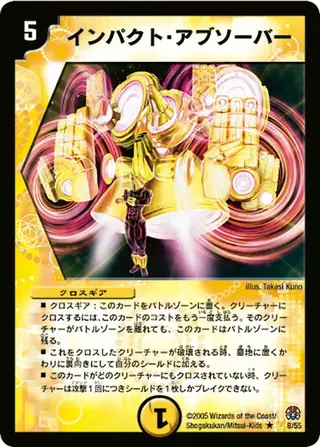 5 インパクト・アブソーバー
illus. Takesi Kuno
クロスギア
■ クロスギア：このカードをバトルゾーンに置く。クリーチャー
にクロスするには、このカードのコストをもう一度支払う。そのクリ
ーチャーがバトルゾーンを離れても、このカードはバトルゾーンに
残る。
■ これをクロスしたクリーチャーが破壊される時、墓地に置くかわ
りに裏向きにして自分のシールドに加える。
■ このカードがどのクリーチャーにもクロスされていない時、クリー
チャーは攻撃1回につきシールドを1枚しかブレイクできない。
1
©2005 Wizards of the Coast/
Shogakukan/Mitsui-Kids ★ 8/55